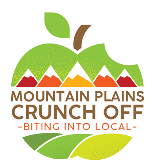 MOUNTAIN PLAINS
CRUNCH OFF
-BITING INTO LOCAL-